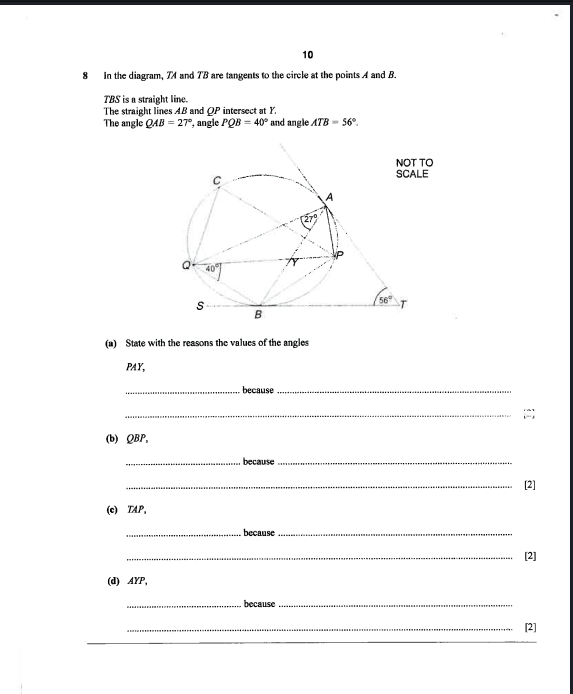 10
8 In the diagram, TA and TB are tangents to the circle at the points A and B.
TBS is a straight line.
The straight lines AB and QP intersect at Y.
The angle QAB = 27°, angle PQB = 40° and angle ATB = 56°.
NOT TO
SCALE
C
A
27°
P
Q
40°
Y
S
B
56°
T
(a) State with the reasons the values of the angles
PAY,
.................... because ....................
....................
(b) QBP,
.................... because ....................
.................... [2]
(c) TAP,
.................... because ....................
.................... [2]
(d) AYP,
.................... because ....................
.................... [2]